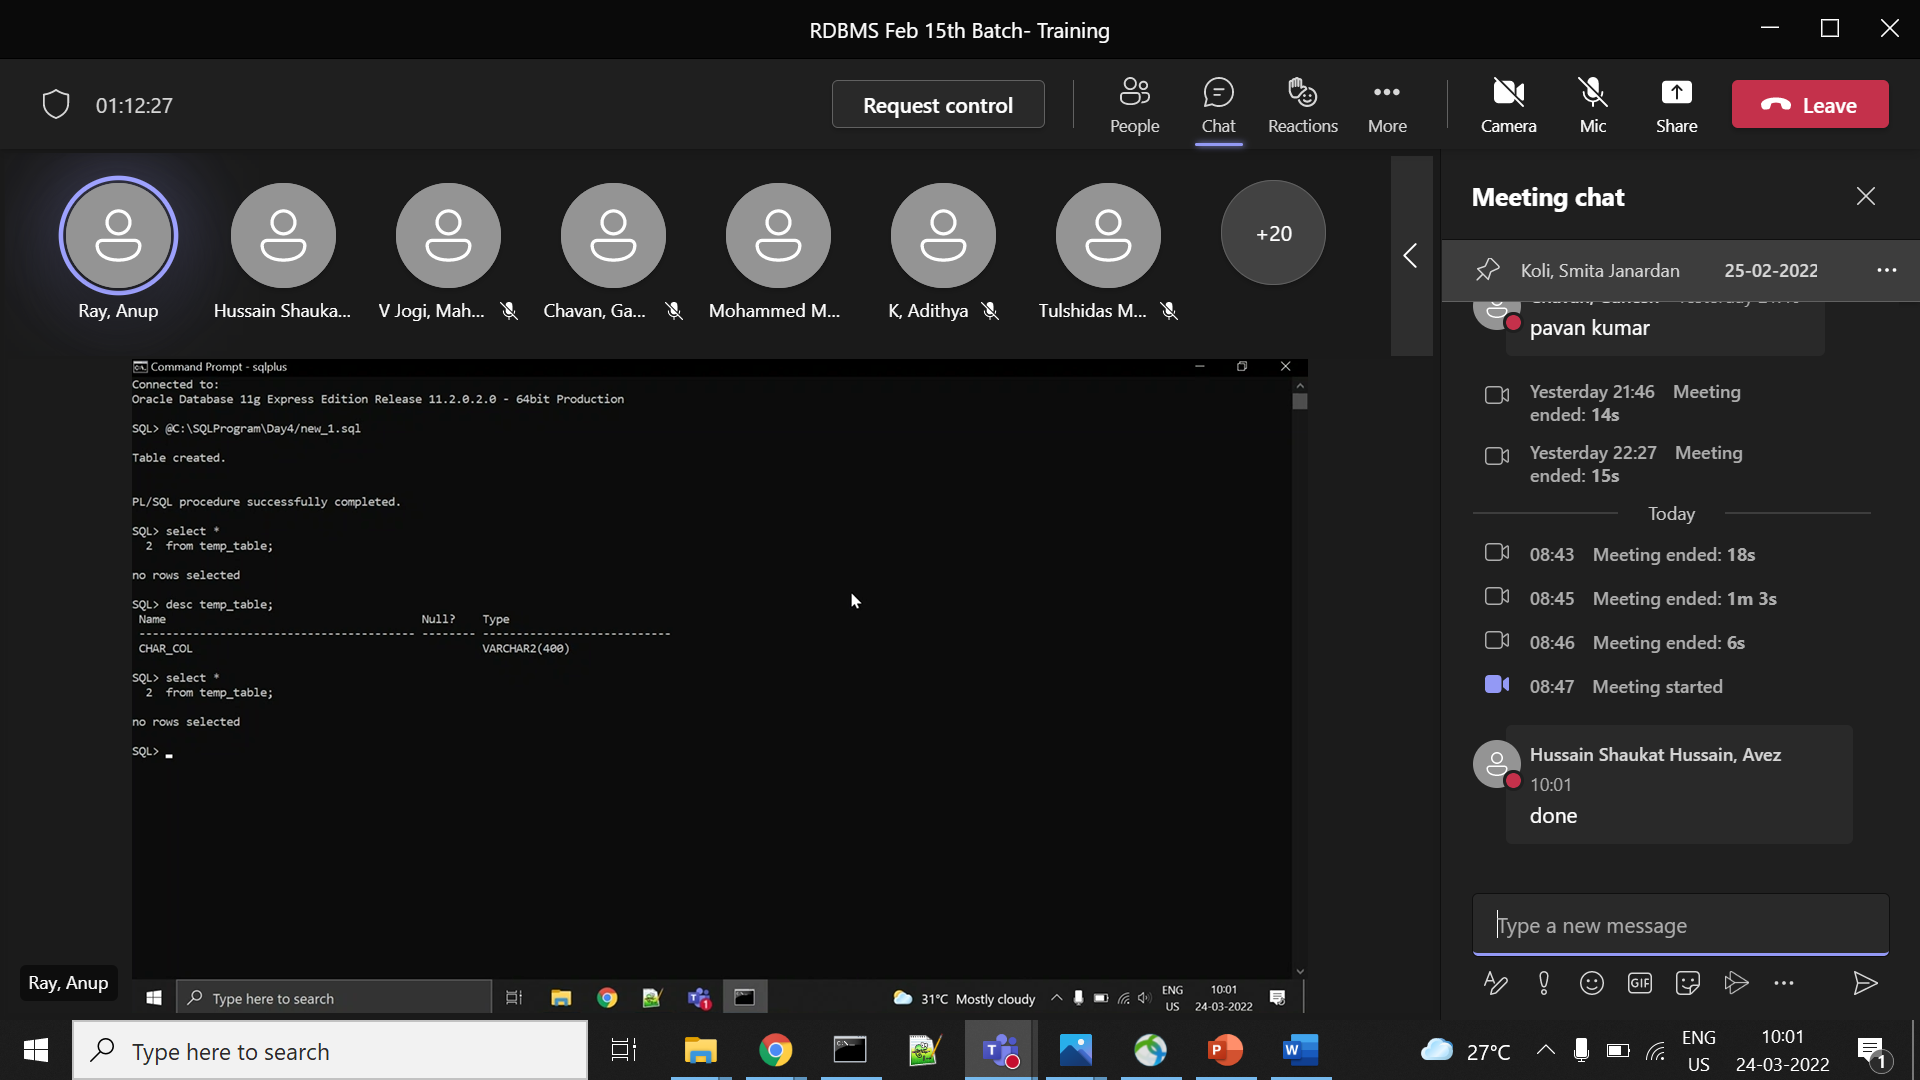 RDBMS Feb 15th Batch- Training
01:12:27
Request control
People
Chat
Reactions
More
Camera
Mic
Share
Leave
Ray, Anup
Hussain Shauka...
V Jogi, Mah...
Chavan, Ga...
Mohammed M...
K, Adithya
Tulshidas M...
+20
Command Prompt - sqlplus
Connected to:
Oracle Database 11g Express Edition Release 11.2.0.2.0 - 64bit Production
SQL> @C:\SQLProgram\Day4/new_1.sql
Table created.
PL/SQL procedure successfully completed.
SQL> select *
2 from temp_table;
no rows selected
SQL> desc temp_table;
Name Null? Type
----------------------------------------- -------- ----------------------------
CHAR_COL VARCHAR2(400)
SQL> select *
2 from temp_table;
no rows selected
SQL> _
Ray, Anup
Type here to search
1
31°C Mostly cloudy
ENG
US
10:01
24-03-2022
Meeting chat
Koli, Smita Janardan 25-02-2022
pavan kumar
Yesterday 21:46 Meeting
ended: 14s
Yesterday 22:27 Meeting
ended: 15s
Today
08:43 Meeting ended: 18s
08:45 Meeting ended: 1m 3s
08:46 Meeting ended: 6s
08:47 Meeting started
Hussain Shaukat Hussain, Avez
10:01
done
Type a new message
GIF
Type here to search
27°C
ENG
US
10:01
24-03-2022
1